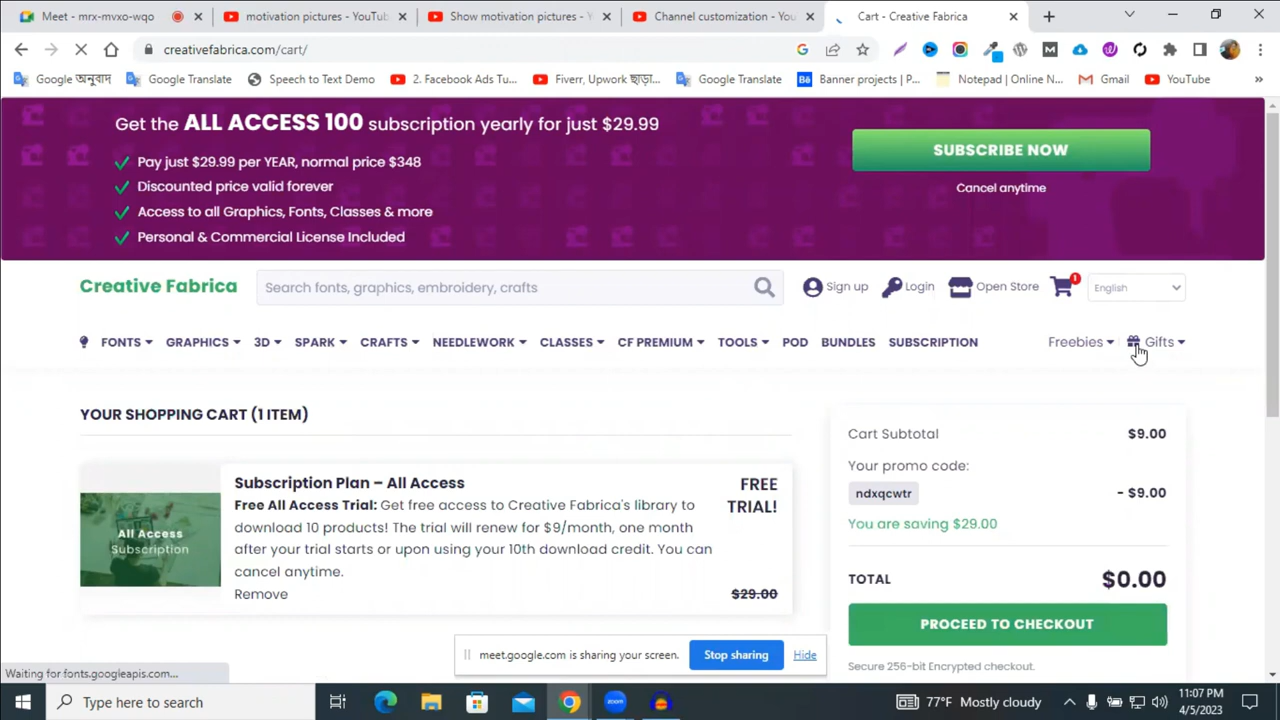 Meet - mrx-mvxo-wqo
motivation pictures - YouTub
Show motivation pictures - Yo
Channel customization - You
Cart - Creative Fabrica
creativefabrica.com/cart/
Google অনুবাদ
Google Translate
Speech to Text Demo
2. Facebook Ads Tu...
Fiverr, Upwork ছাড়া...
Google Translate
Banner projects | P...
Notepad | Online N...
Gmail
YouTube
Get the ALL ACCESS 100 subscription yearly for just $29.99
Pay just $29.99 per YEAR, normal price $348
Discounted price valid forever
Access to all Graphics, Fonts, Classes & more
Personal & Commercial License Included
SUBSCRIBE NOW
Cancel anytime
Creative Fabrica
Search fonts, graphics, embroidery, crafts
Sign up
Login
Open Store
1
English
FONTS GRAPHICS 3D SPARK CRAFTS NEEDLEWORK CLASSES CF PREMIUM TOOLS POD BUNDLES SUBSCRIPTION Freebies Gifts
YOUR SHOPPING CART (1 ITEM)
All Access
Subscription
Subscription Plan – All Access
Free All Access Trial: Get free access to Creative Fabrica's library to
download 10 products! The trial will renew for $9/month, one month
after your trial starts or upon using your 10th download credit. You can
cancel anytime.
Remove
FREE
TRIAL!
$29.00
Cart Subtotal $9.00
Your promo code:
ndxqcwtr - $9.00
You are saving $29.00
TOTAL $0.00
PROCEED TO CHECKOUT
Secure 256-bit Encrypted checkout.
meet.google.com is sharing your screen.
Stop sharing
Hide
Waiting for fonts.googleapis.com...
Type here to search
zoom
77°F Mostly cloudy
11:07 PM
4/5/2023